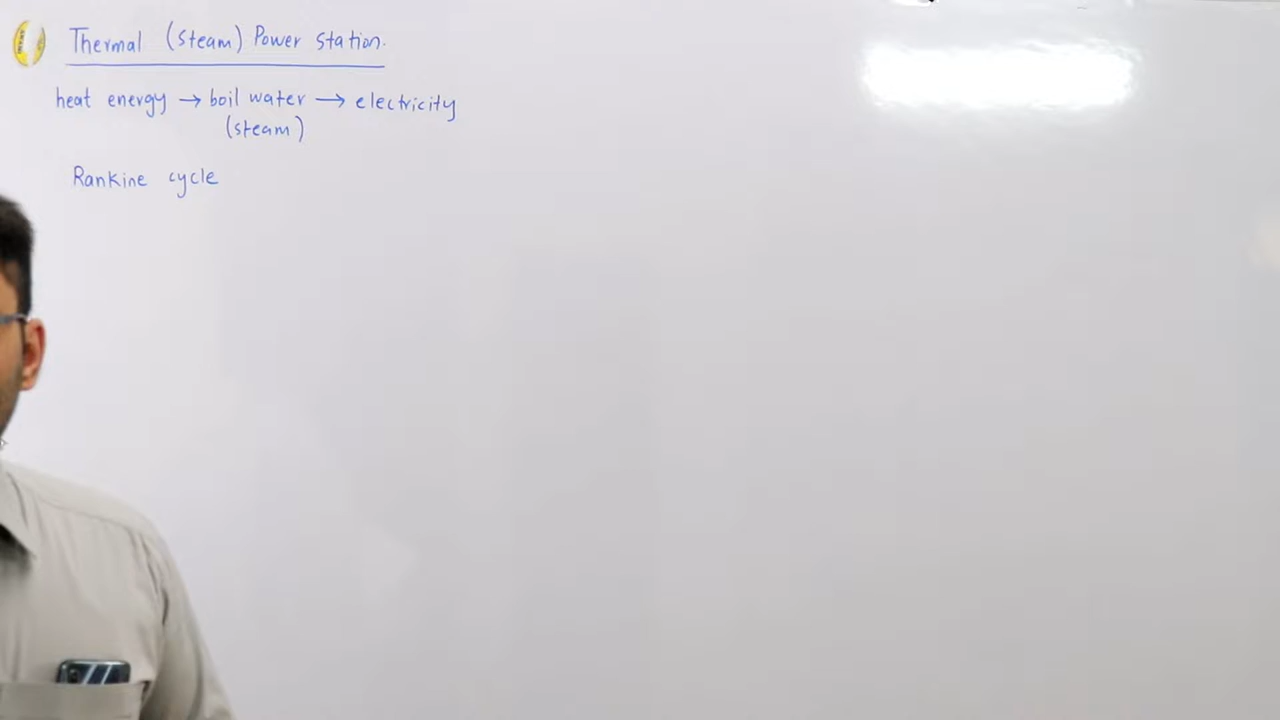 Thermal (Steam) Power Station.
heat energy → boil water → electricity
(steam)
Rankine cycle